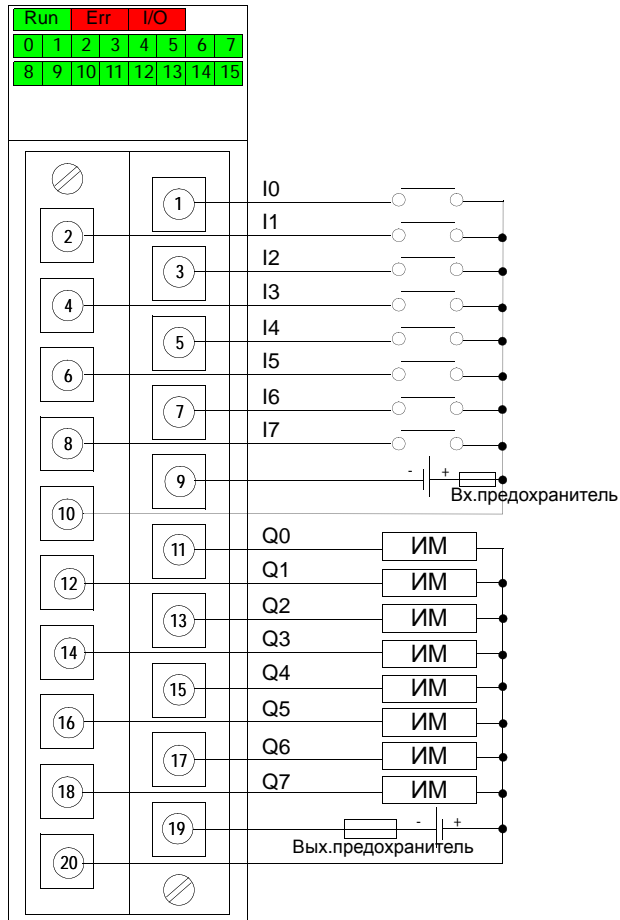 Run Err I/O
0 1 2 3 4 5 6 7
8 9 10 11 12 13 14 15
1 I0
2 I1
3 I2
4 I3
5 I4
6 I5
7 I6
8 I7
9 - +
Вх.предохранитель
10
11 Q0 ИМ
12 Q1 ИМ
13 Q2 ИМ
14 Q3 ИМ
15 Q4 ИМ
16 Q5 ИМ
17 Q6 ИМ
18 Q7 ИМ
19 - +
Вых.предохранитель
20